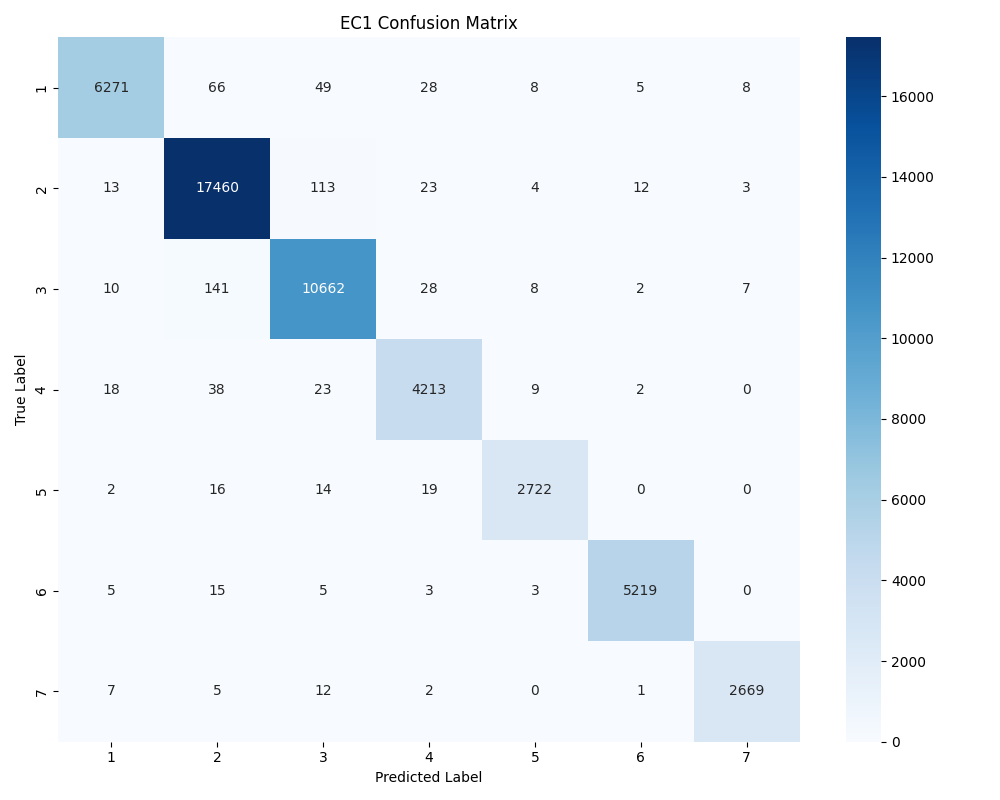 EC1 Confusion Matrix
1 6271 66 49 28 8 5 8
2 13 17460 113 23 4 12 3
3 10 141 10662 28 8 2 7
4 18 38 23 4213 9 2 0
5 2 16 14 19 2722 0 0
6 5 15 5 3 3 5219 0
7 7 5 12 2 0 1 2669
1 2 3 4 5 6 7
True Label
Predicted Label
16000
14000
12000
10000
8000
6000
4000
2000
0